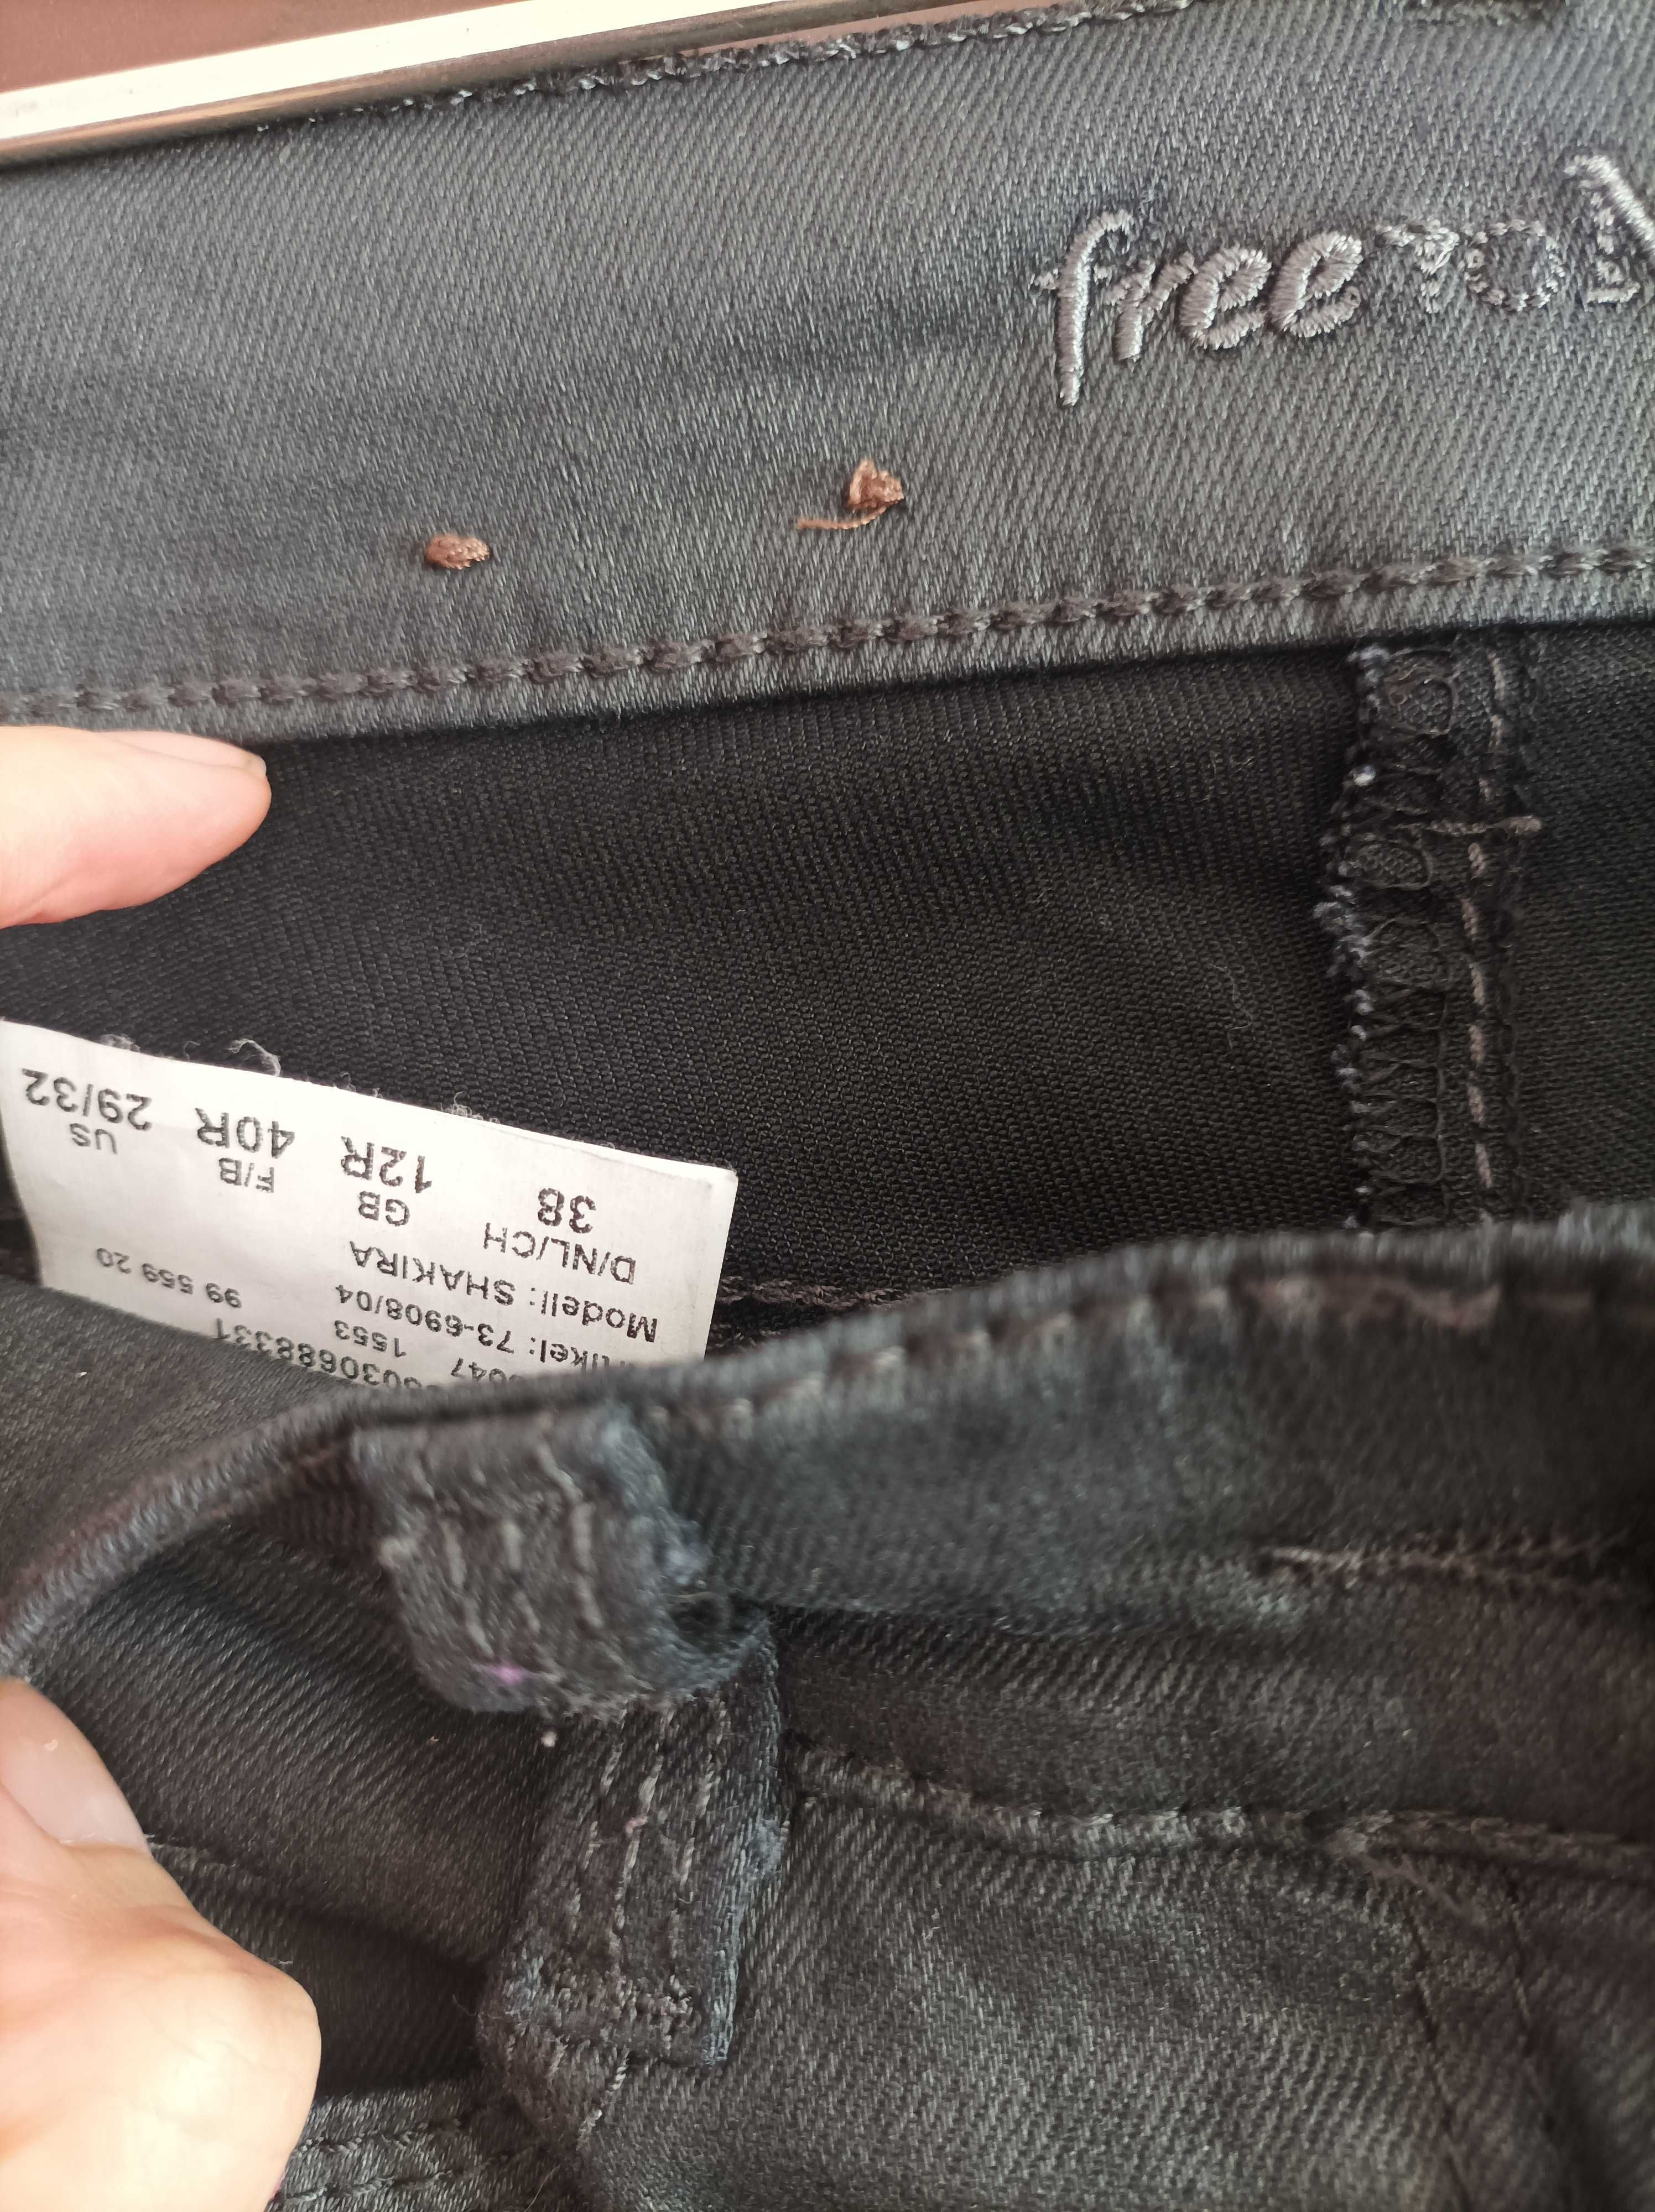 free to
D/NL/CH GB F/B US
38 12R 40R 29/32
Modell: SHAKIRA
73-6908/04
1553 99 559 20